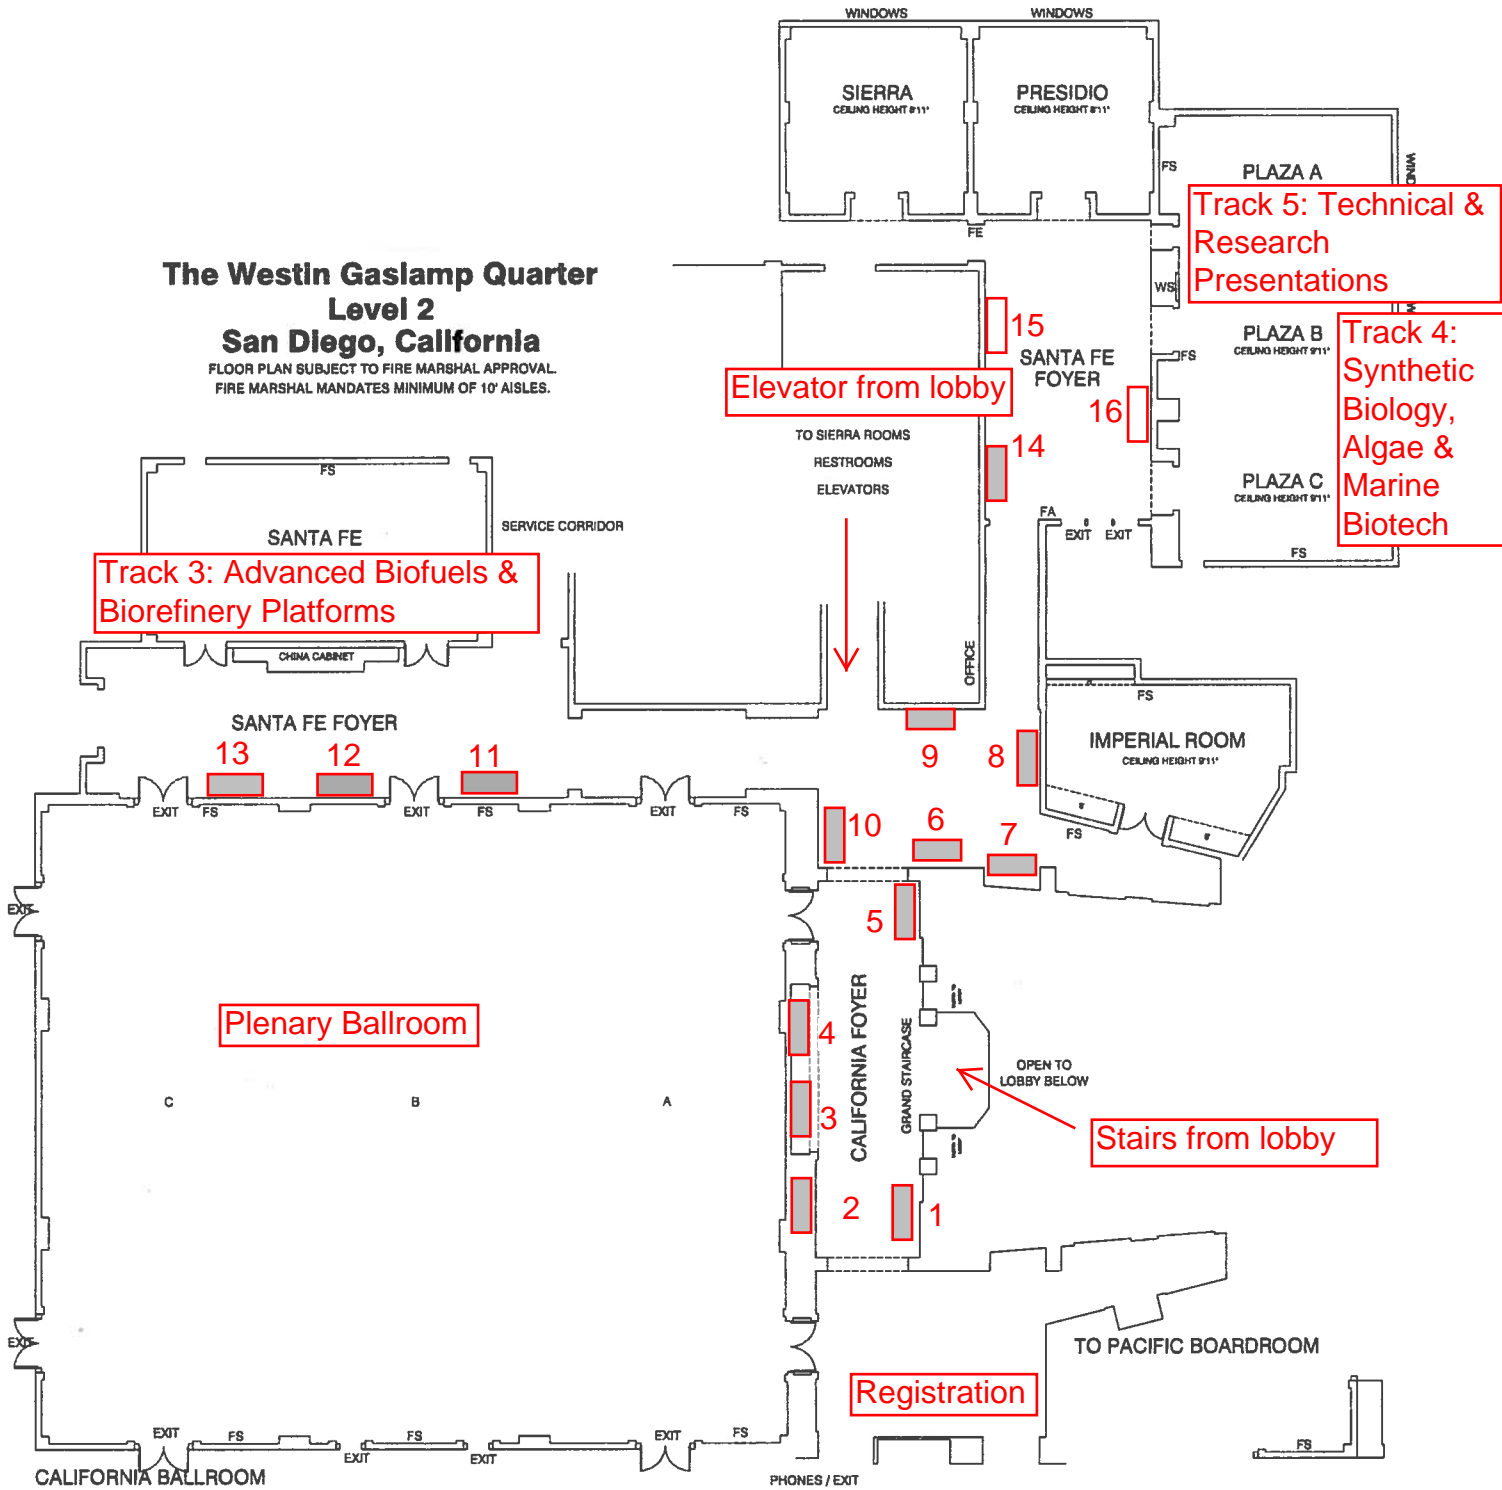 WINDOWS
WINDOWS
SIERRA
CEILING HEIGHT 8'11"
PRESIDIO
CEILING HEIGHT 8'11"
FS
PLAZA A
Track 5: Technical &
Research
Presentations
FE
WS
The Westin Gaslamp Quarter
Level 2
San Diego, California
FLOOR PLAN SUBJECT TO FIRE MARSHAL APPROVAL.
FIRE MARSHAL MANDATES MINIMUM OF 10' AISLES.
15
SANTA FE
FOYER
PLAZA B
CEILING HEIGHT 9'11"
FS
Track 4:
Synthetic
Biology,
Algae &
Marine
Biotech
Elevator from lobby
16
TO SIERRA ROOMS
RESTROOMS
ELEVATORS
14
PLAZA C
CEILING HEIGHT 9'11"
FA
EXIT
EXIT
FS
FS
SERVICE CORRIDOR
SANTA FE
Track 3: Advanced Biofuels &
Biorefinery Platforms
CHINA CABINET
OFFICE
FS
SANTA FE FOYER
IMPERIAL ROOM
CEILING HEIGHT 9'11"
FS
13
12
11
9
8
EXIT
FS
EXIT
FS
EXIT
FS
10
6
7
EXIT
5
Plenary Ballroom
4
CALIFORNIA FOYER
GRAND STAIRCASE
OPEN TO
LOBBY BELOW
C
B
A
3
Stairs from lobby
2
1
EXIT
TO PACIFIC BOARDROOM
Registration
EXIT
FS
EXIT
FS
EXIT
EXIT
FS
FS
CALIFORNIA BALLROOM
PHONES / EXIT